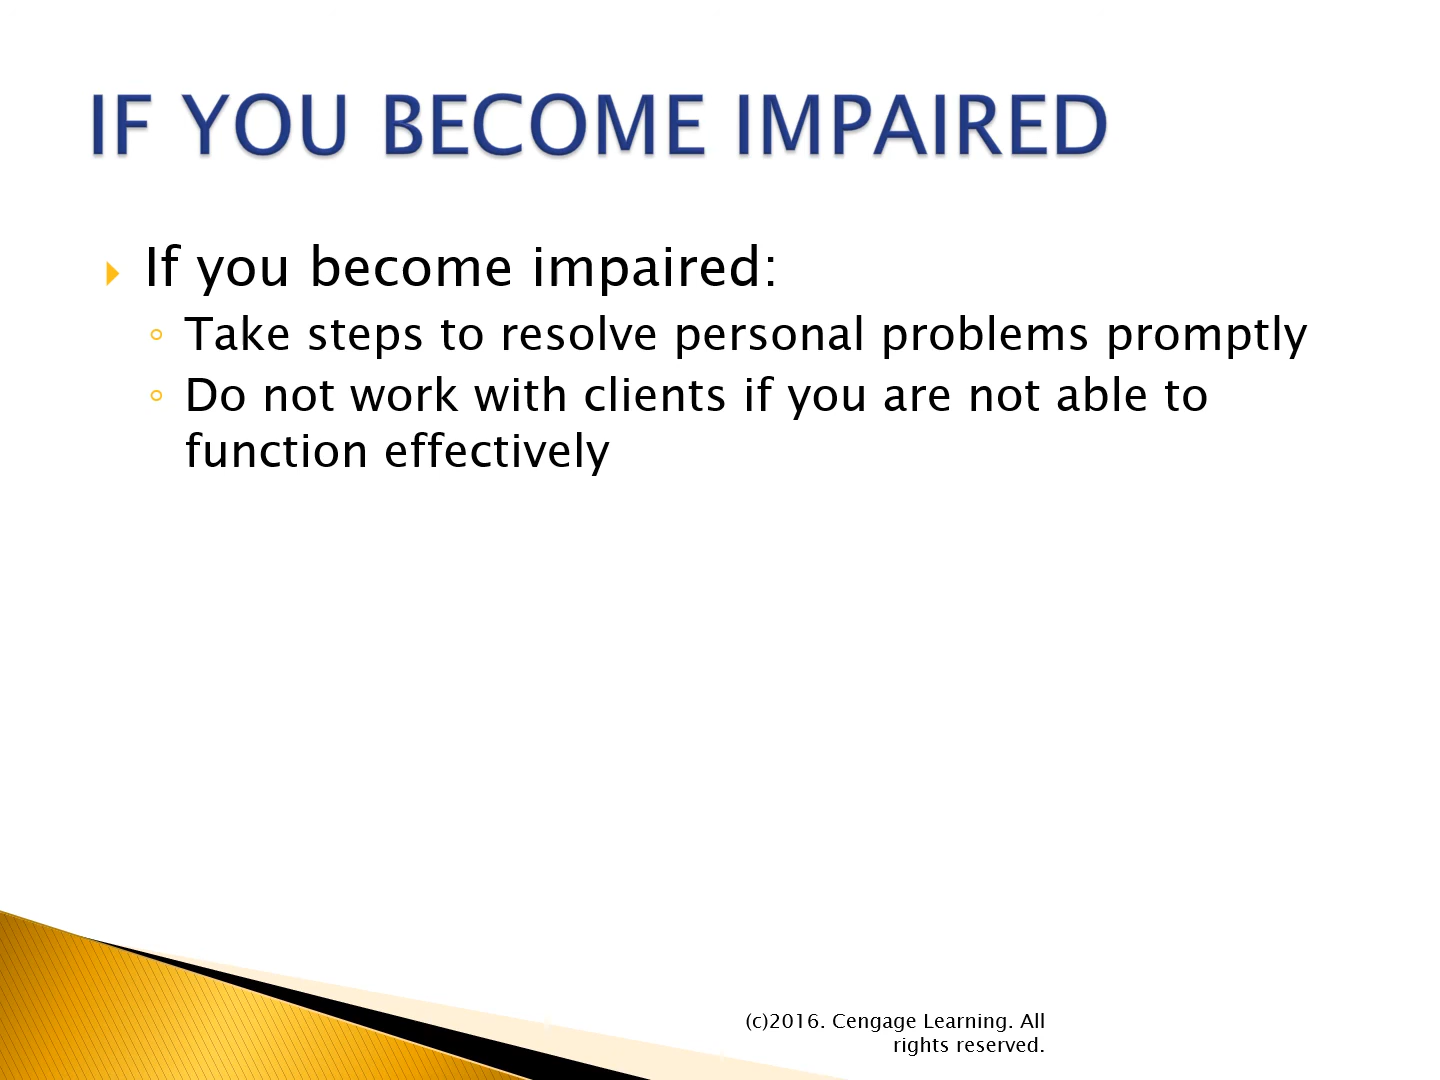 IF YOU BECOME IMPAIRED
If you become impaired:
Take steps to resolve personal problems promptly
Do not work with clients if you are not able to
function effectively
(c)2016. Cengage Learning. All
rights reserved.